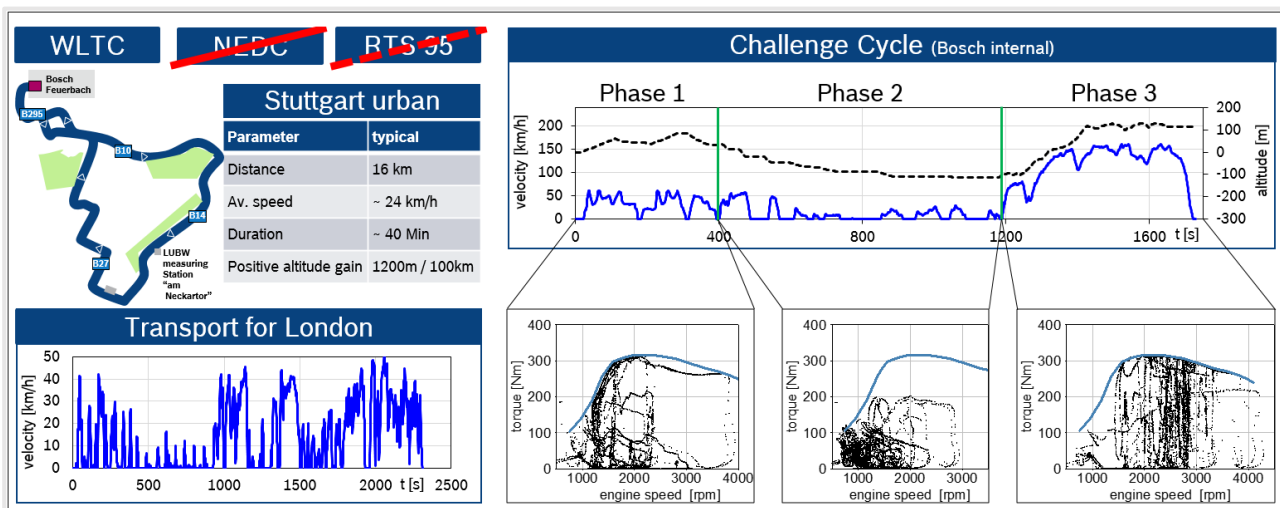 WLTC
NEDC
RTS 95
Bosch
Feuerbach
B295
B10
B14
B27
LUBW
measuring
Station
"am
Neckartor"
Stuttgart urban
Parameter typical
Distance 16 km
Av. speed ~ 24 km/h
Duration ~ 40 Min
Positive altitude gain 1200m / 100km
Transport for London
velocity [km/h]
50
40
30
20
10
0
0 500 1000 1500 2000 t [s] 2500
Challenge Cycle (Bosch internal)
Phase 1 Phase 2 Phase 3
velocity [km/h]
200
150
100
50
0
200
100
0
-100
-200
-300
altitude [m]
0 400 800 1200 1600 t [s]
torque [Nm]
400
300
200
100
0
1000 2000 3000 4000
engine speed [rpm]
torque [Nm]
400
300
200
100
0
1000 2000 3000
engine speed [rpm]
torque [Nm]
400
300
200
100
0
1000 2000 3000 4000
engine speed [rpm]